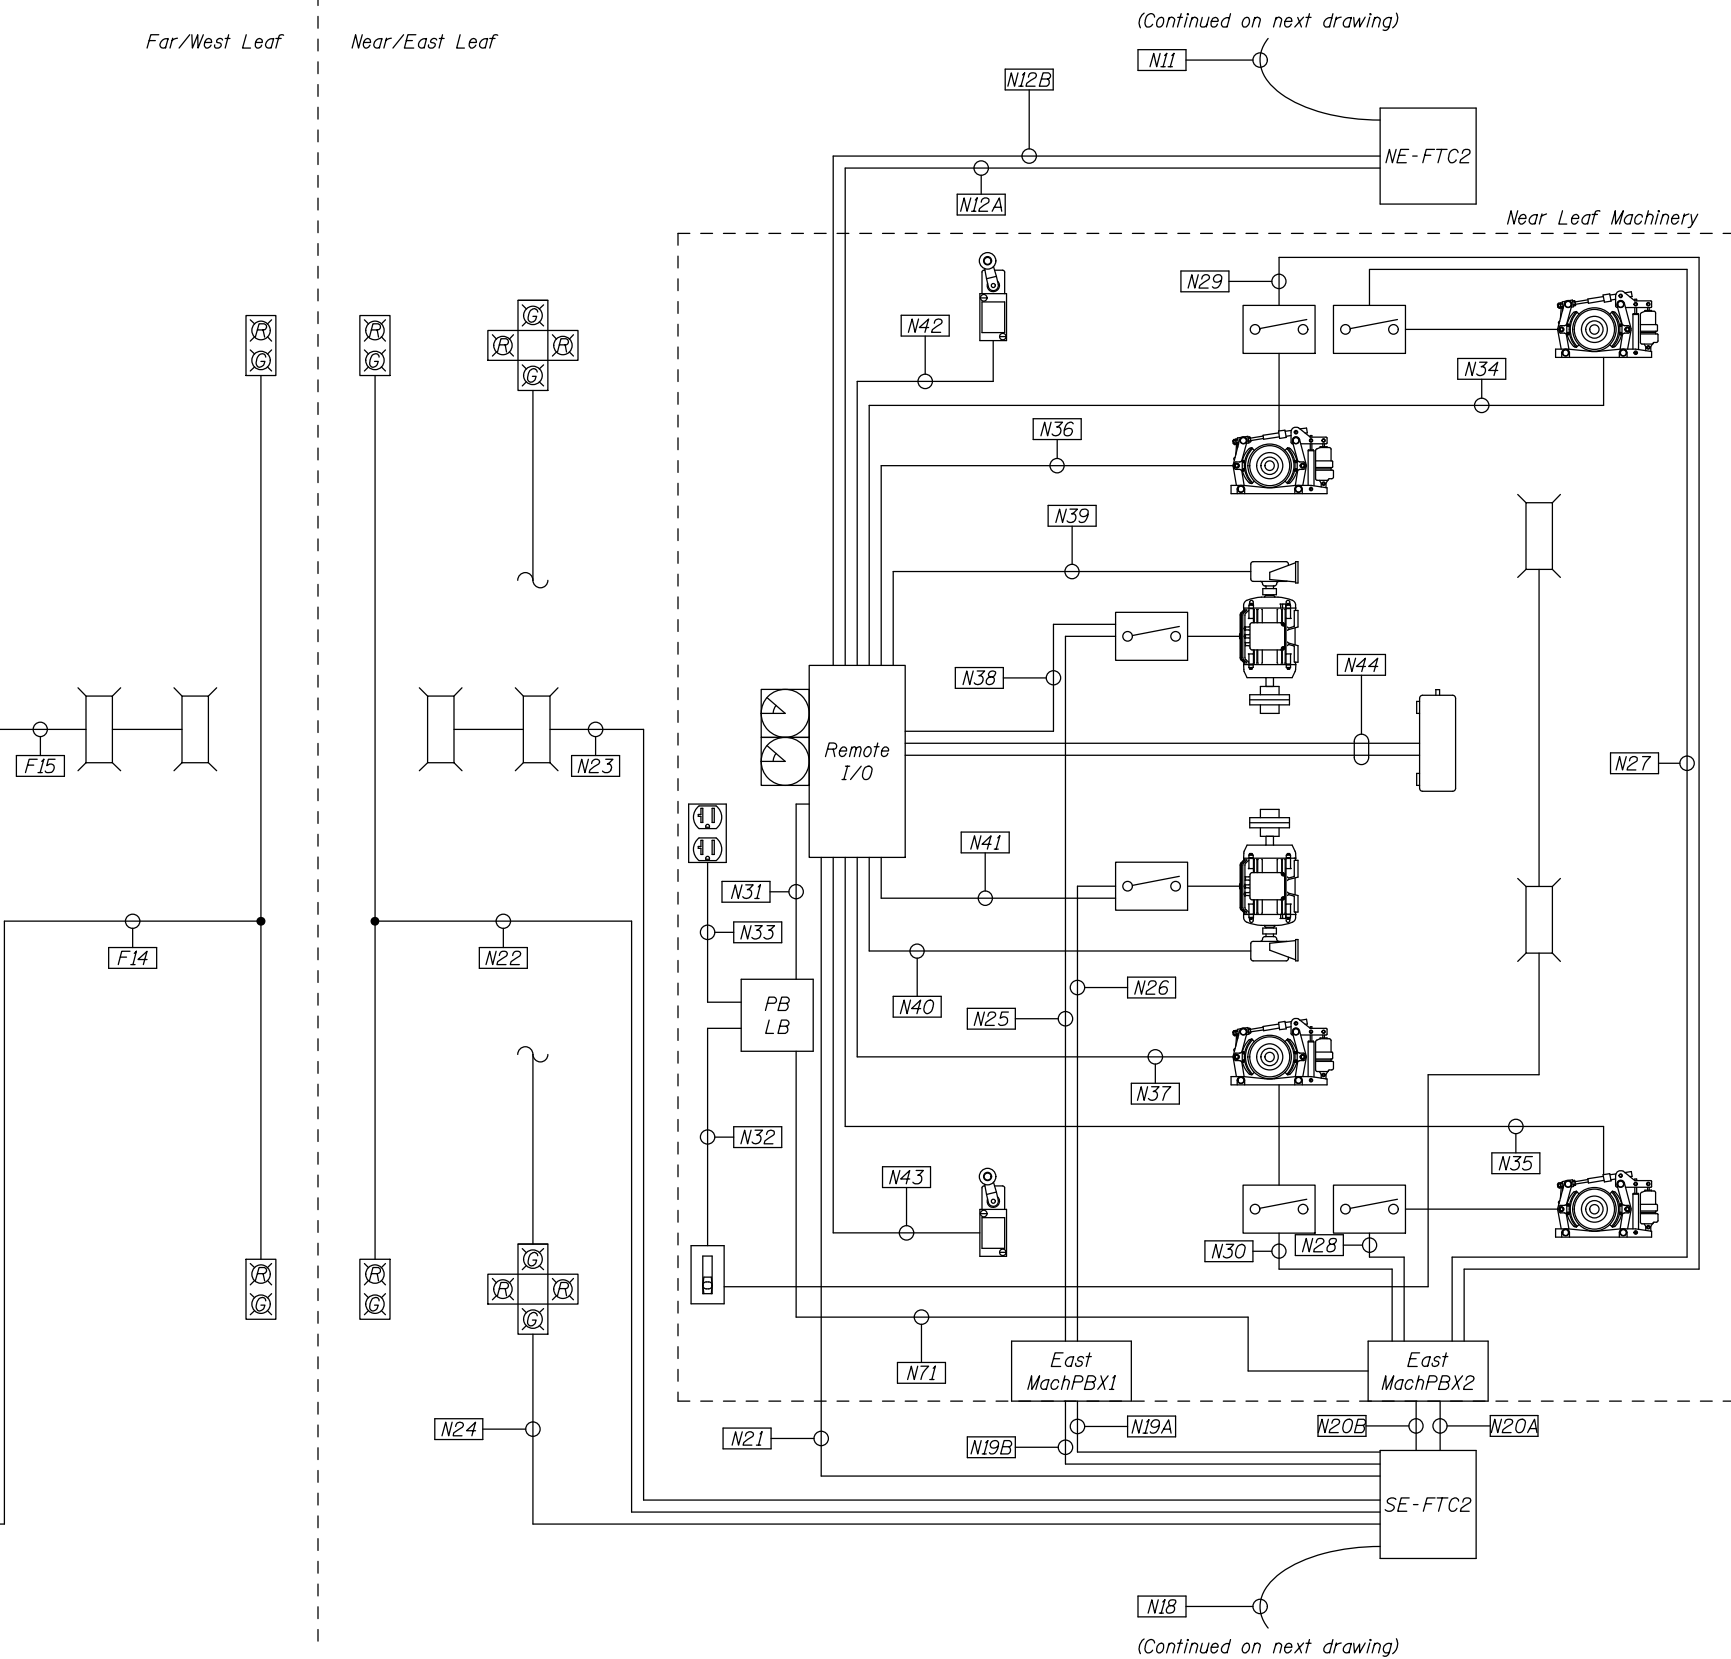 (Continued on next drawing)
Far/West Leaf
Near/East Leaf
N11
N12B
NE-FTC2
N12A
Near Leaf Machinery
N29
R
G
R
G
G
R
R
G
N42
N34
N36
N39
N38
N44
Remote
I/O
F15
N23
N27
N41
N31
N33
F14
N22
N26
PB
LB
N40
N25
N37
N32
N35
N43
N30
N28
R
G
R
G
G
R
R
G
N71
East
MachPBX1
East
MachPBX2
N24
N21
N19B
N19A
N20B
N20A
SE-FTC2
N18
(Continued on next drawing)